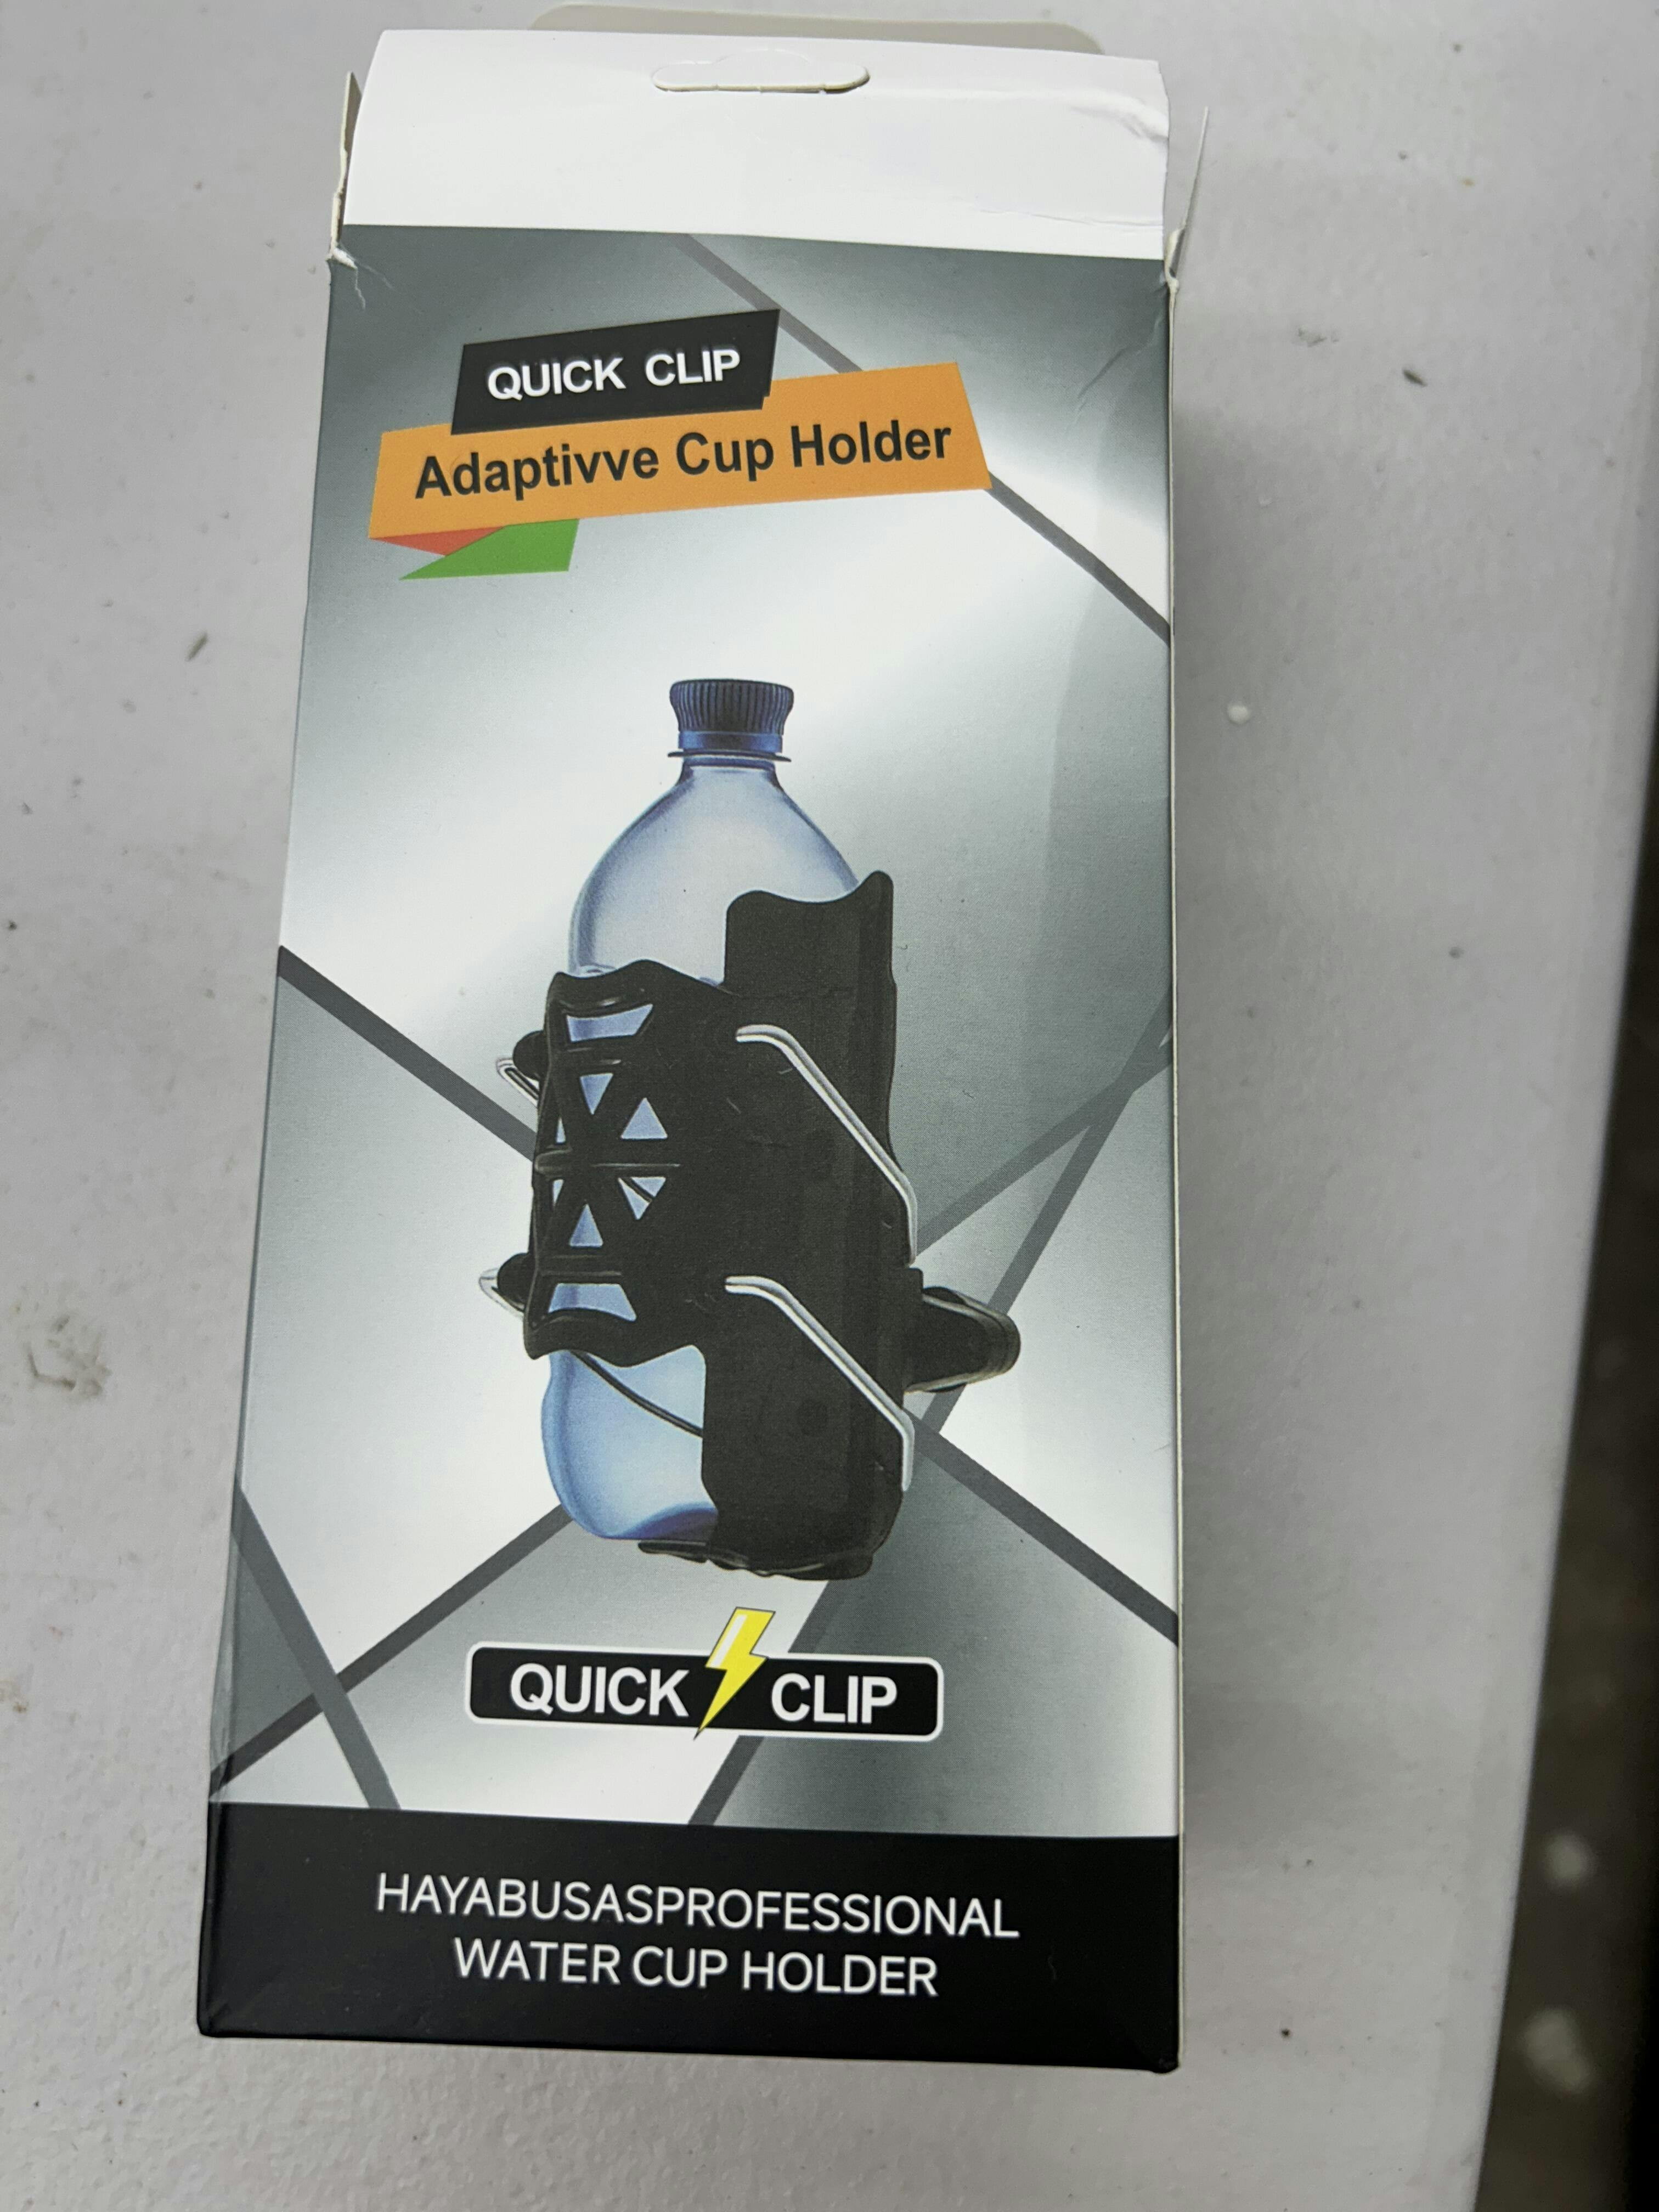 QUICK CLIP
Adaptivve Cup Holder
QUICK CLIP
HAYABUSASPROFESSIONAL
WATER CUP HOLDER